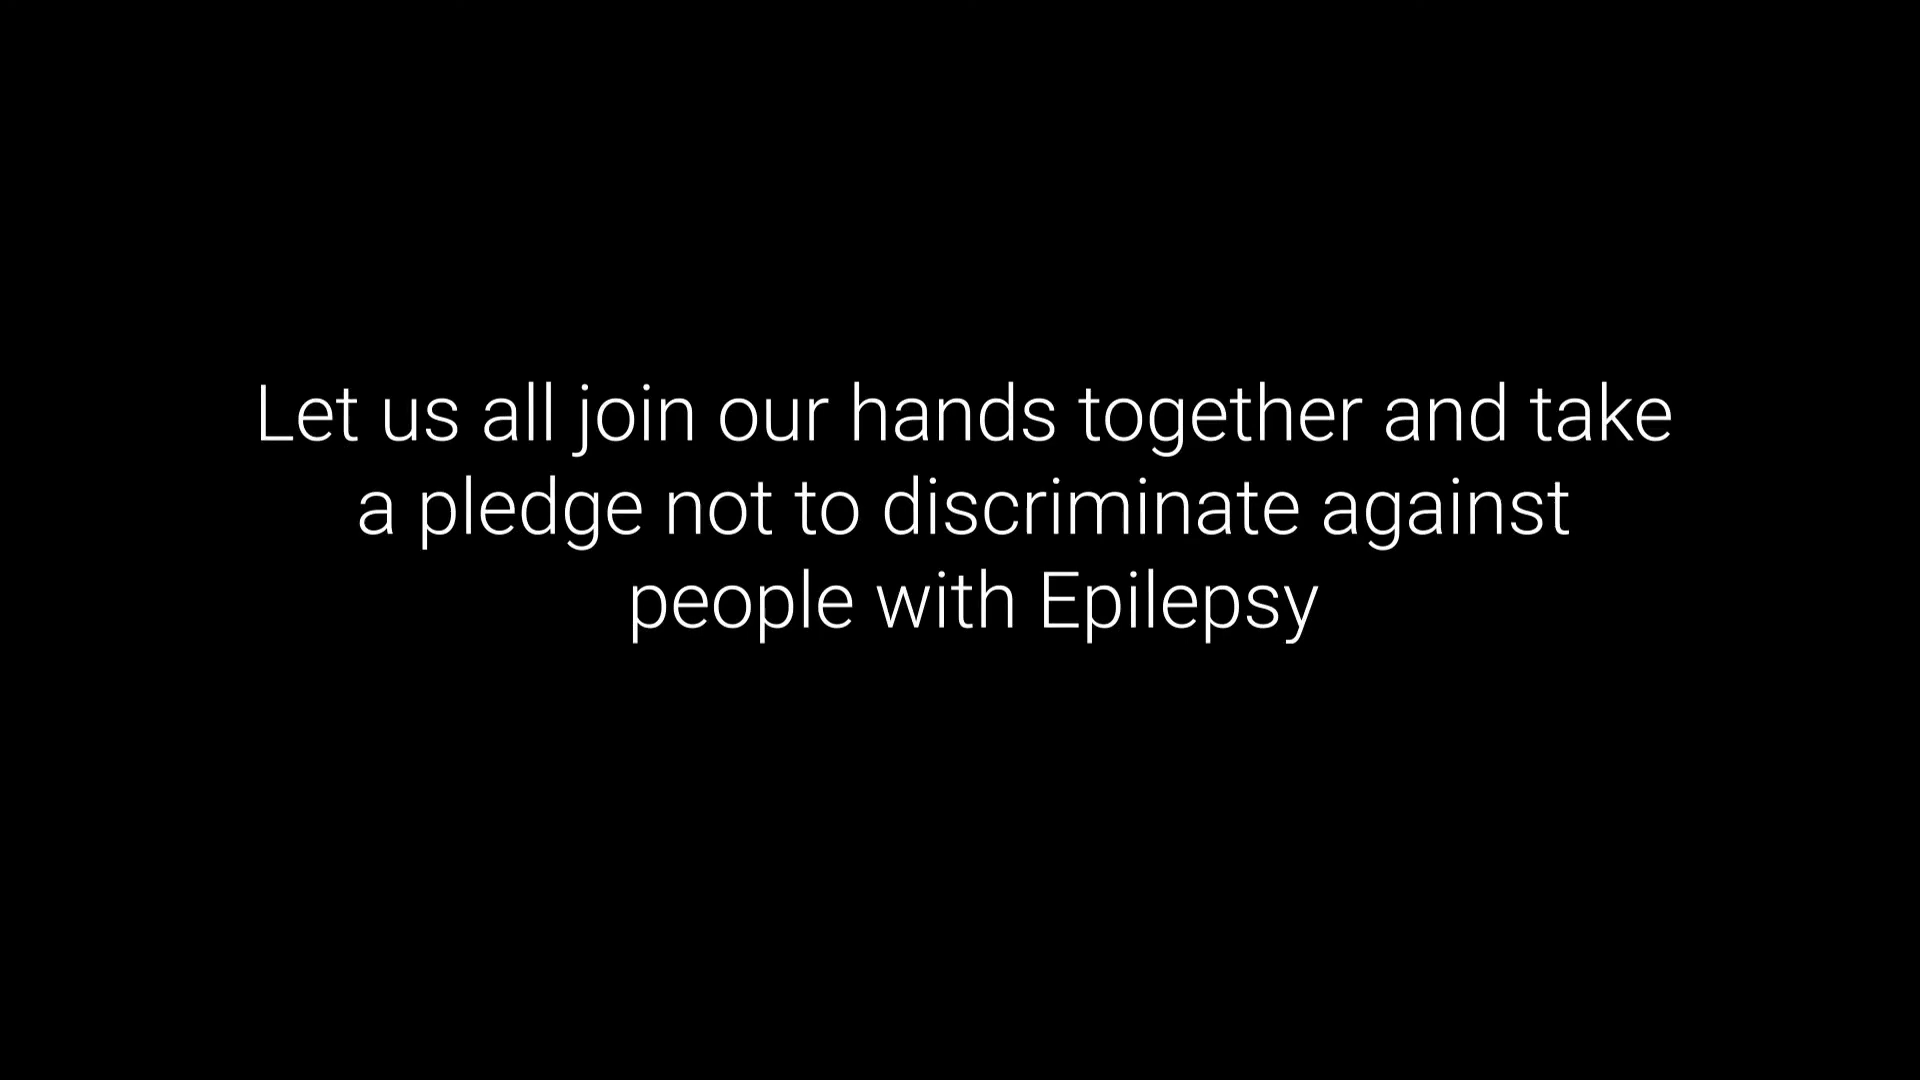 Let us all join our hands together and take
a pledge not to discriminate against
people with Epilepsy